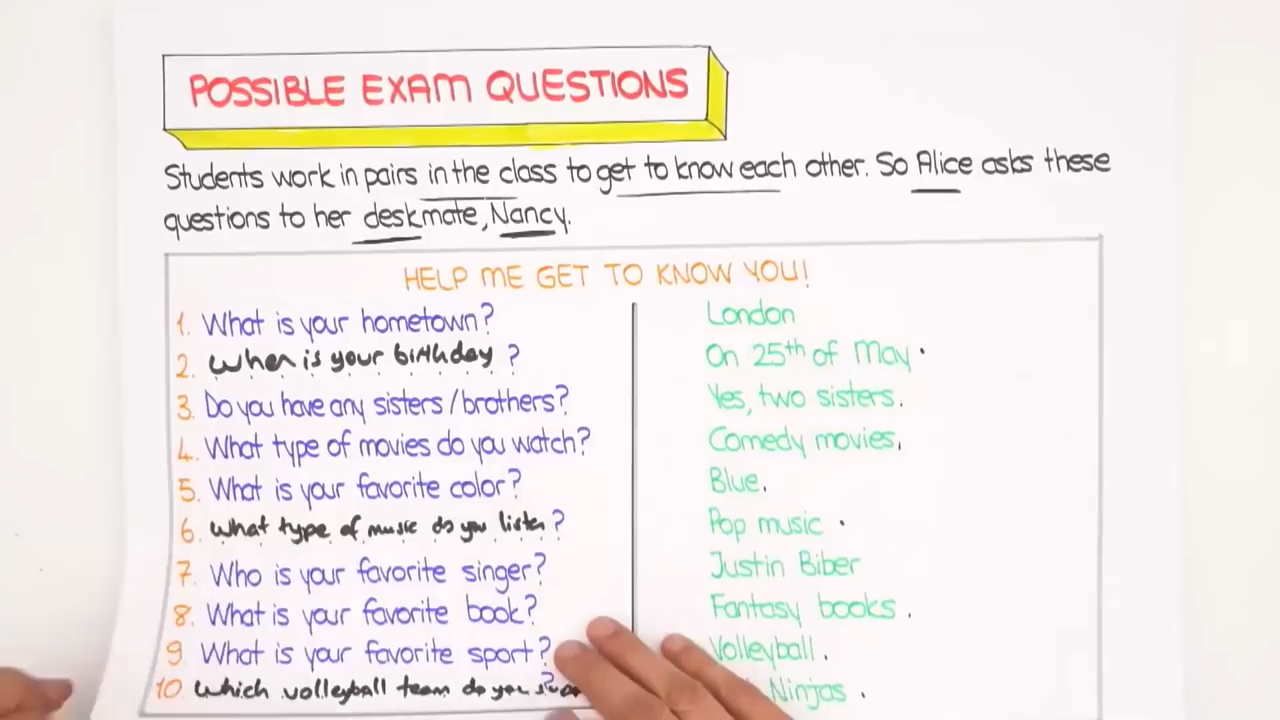 POSSIBLE EXAM QUESTIONS
Students work in pairs in the class to get to know each other. So Alice asks these
questions to her deskmate, Nancy.
HELP ME GET TO KNOW YOU!
1. What is your hometown? London
2. When is your birthday ? On 25th of May.
3. Do you have any sisters/brothers? Yes, two sisters.
4. What type of movies do you watch? Comedy movies.
5. What is your favorite color? Blue.
6. What type of music do you listen ? Pop music.
7. Who is your favorite singer? Justin Biber
8. What is your favorite book? Fantasy books.
9. What is your favorite sport? Volleyball.
10. Which volleyball team do you ? Ninjas.